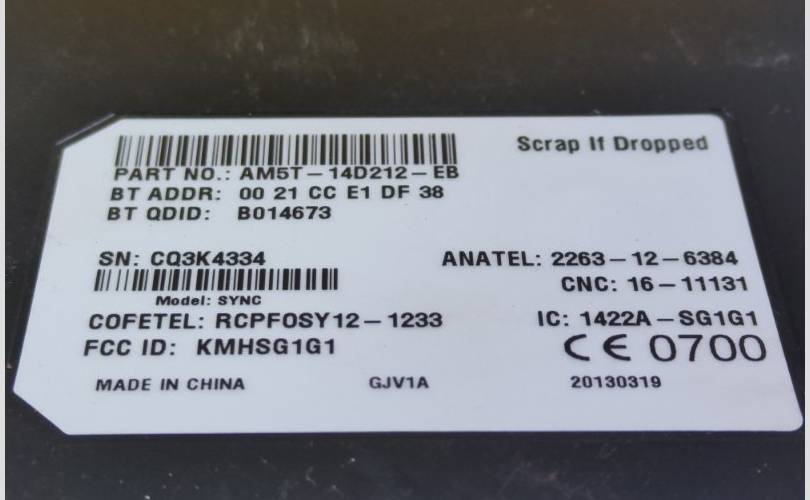 Scrap If Dropped
PART NO.: AM5T-14D212-EB
BT ADDR: 00 21 CC E1 DF 38
BT QDID: B014673
SN: CQ3K4334
ANATEL: 2263-12-6384
CNC: 16-11131
Model: SYNC
COFETEL: RCPFOSY12-1233
IC: 1422A-SG1G1
FCC ID: KMHSG1G1
CE 0700
MADE IN CHINA
GJV1A
20130319